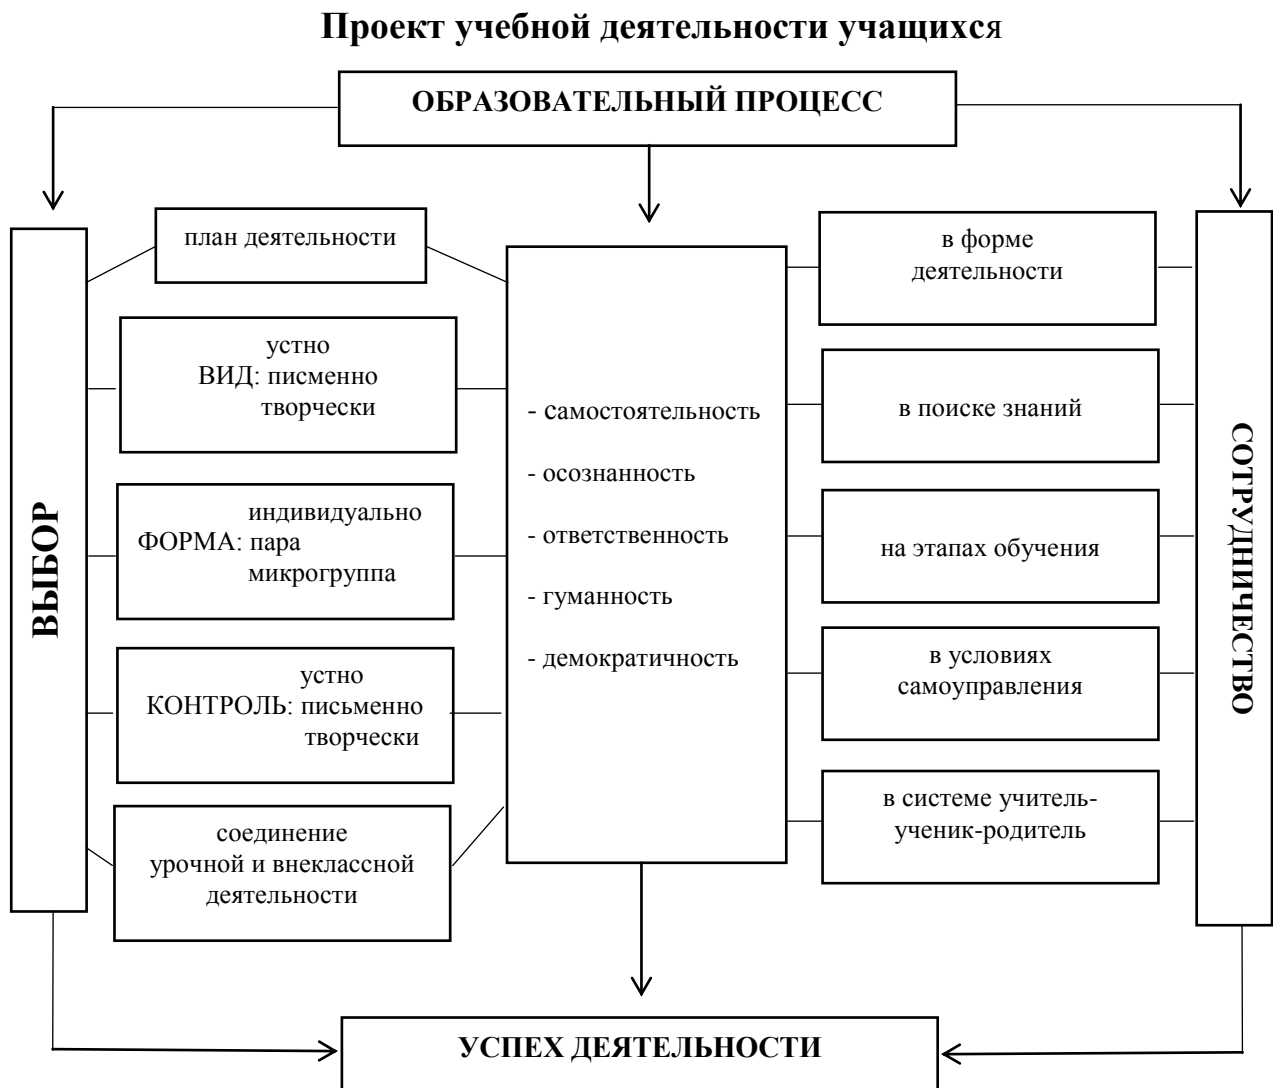 Проект учебной деятельности учащихся
ОБРАЗОВАТЕЛЬНЫЙ ПРОЦЕСС
ВЫБОР
план деятельности
устно
ВИД: писменно
творчески
индивидуально
ФОРМА: пара
микрогруппа
устно
КОНТРОЛЬ: письменно
творчески
соединение
урочной и внеклассной
деятельности
- самостоятельность
- осознанность
- ответственность
- гуманность
- демократичность
в форме
деятельности
в поиске знаний
на этапах обучения
в условиях
самоуправления
в системе учитель-
ученик-родитель
СОТРУДНИЧЕСТВО
УСПЕХ ДЕЯТЕЛЬНОСТИ